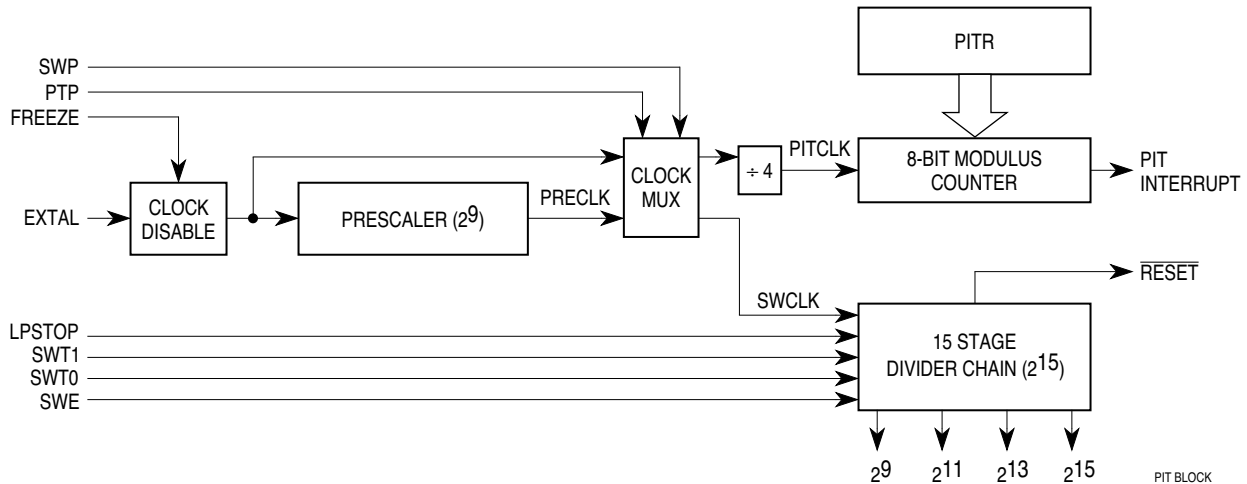 PITR
SWP
PTP
FREEZE
CLOCK
MUX
÷ 4
PITCLK
8-BIT MODULUS
COUNTER
PIT
INTERRUPT
EXTAL
CLOCK
DISABLE
PRESCALER (2⁹)
PRECLK
RESET
SWCLK
LPSTOP
SWT1
SWT0
SWE
15 STAGE
DIVIDER CHAIN (2¹⁵)
2⁹ 2¹¹ 2¹³ 2¹⁵
PIT BLOCK